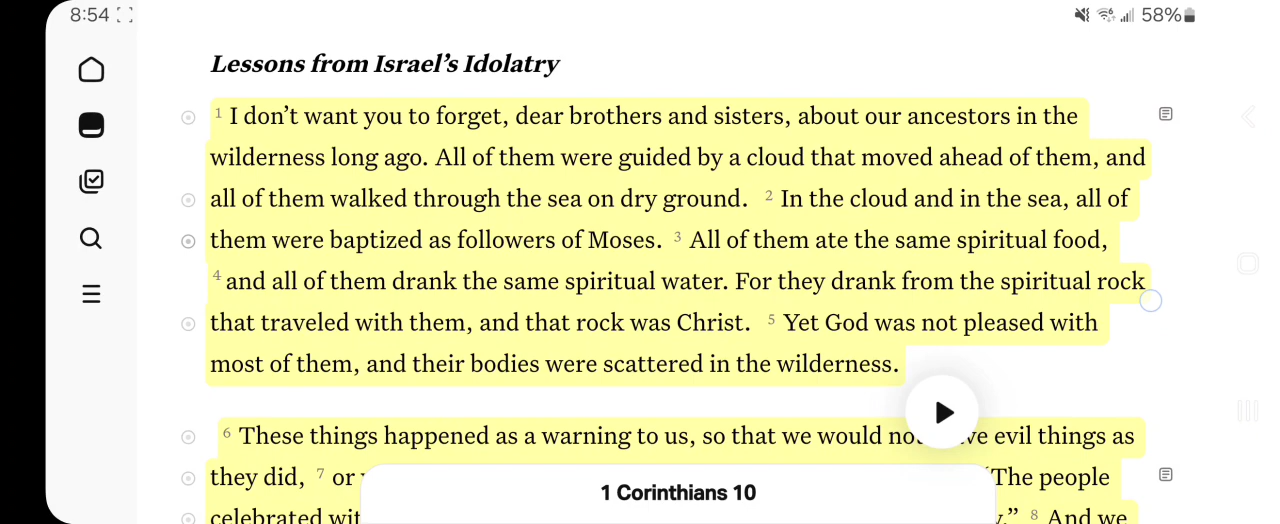 8:54
58%
Lessons from Israel’s Idolatry
1 I don’t want you to forget, dear brothers and sisters, about our ancestors in the
wilderness long ago. All of them were guided by a cloud that moved ahead of them, and
all of them walked through the sea on dry ground. 2 In the cloud and in the sea, all of
them were baptized as followers of Moses. 3 All of them ate the same spiritual food,
4 and all of them drank the same spiritual water. For they drank from the spiritual rock
that traveled with them, and that rock was Christ. 5 Yet God was not pleased with
most of them, and their bodies were scattered in the wilderness.
6 These things happened as a warning to us, so that we would evil things as
they did, 7 or “The people
celebrated 8 And we
1 Corinthians 10